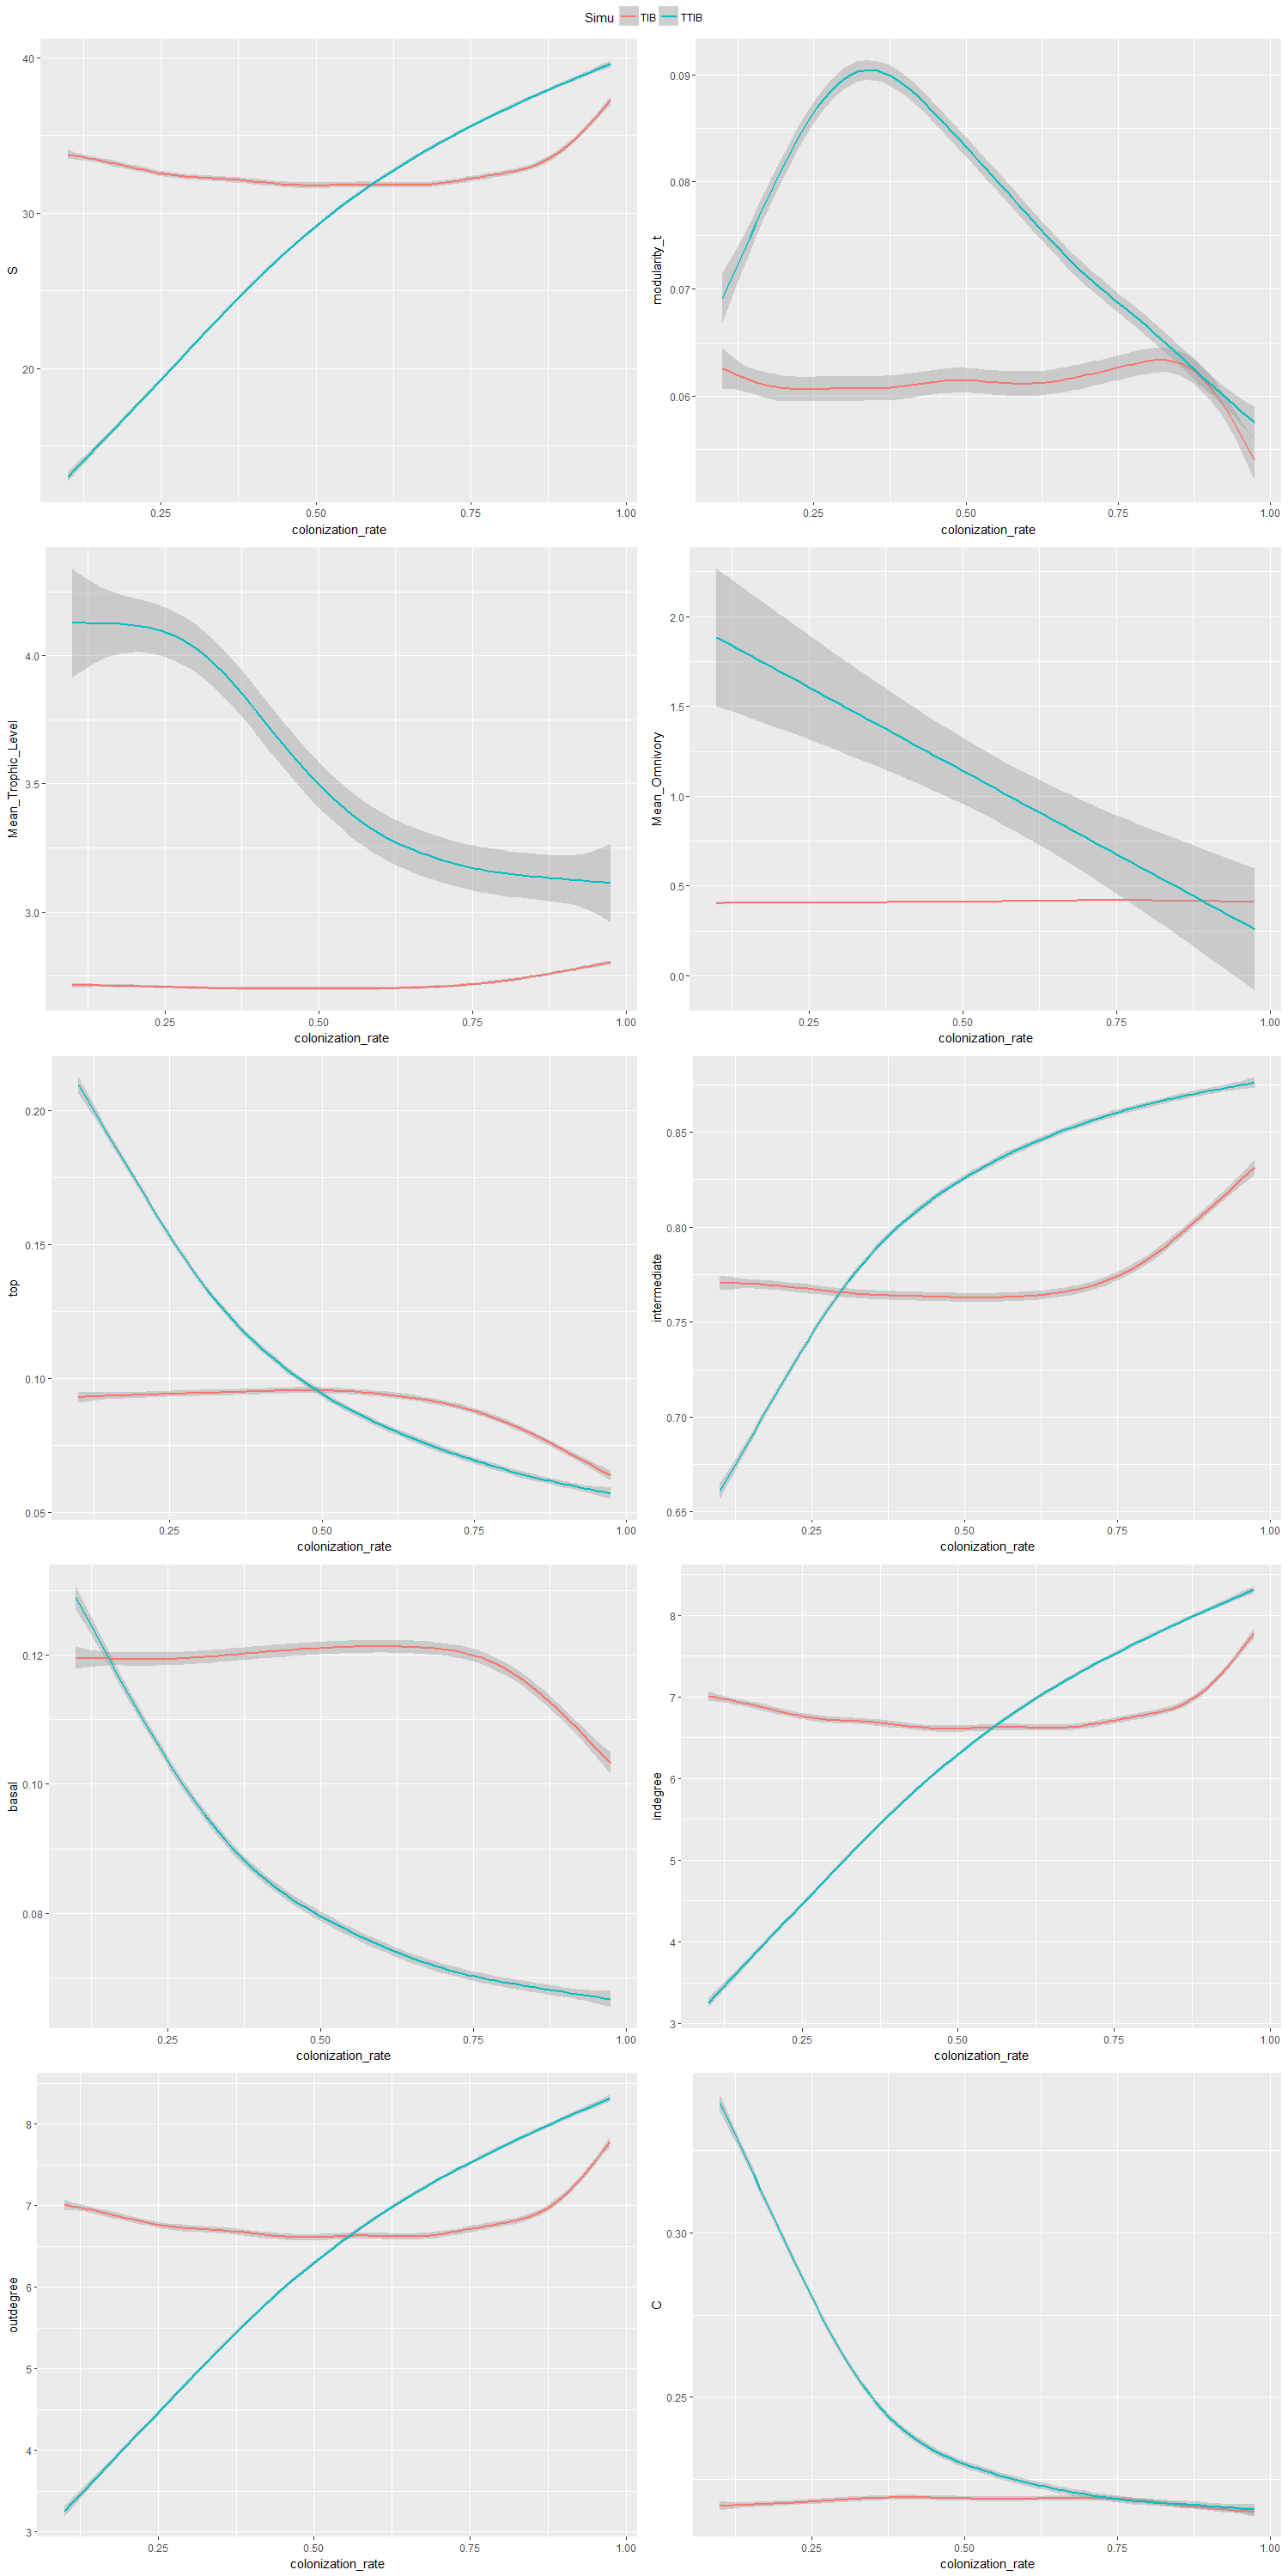 Simu TIB TTIB
40
30
20
S
0.25 0.50 0.75 1.00
colonization_rate
0.09
0.08
0.07
0.06
modularity_t
0.25 0.50 0.75 1.00
colonization_rate
4.0
3.5
3.0
Mean_Trophic_Level
0.25 0.50 0.75 1.00
colonization_rate
2.0
1.5
1.0
0.5
0.0
Mean_Omnivory
0.25 0.50 0.75 1.00
colonization_rate
0.20
0.15
0.10
0.05
top
0.25 0.50 0.75 1.00
colonization_rate
0.85
0.80
0.75
0.70
0.65
intermediate
0.25 0.50 0.75 1.00
colonization_rate
0.12
0.10
0.08
basal
0.25 0.50 0.75 1.00
colonization_rate
8
7
6
5
4
3
indegree
0.25 0.50 0.75 1.00
colonization_rate
8
7
6
5
4
3
outdegree
0.25 0.50 0.75 1.00
colonization_rate
0.30
0.25
C
0.25 0.50 0.75 1.00
colonization_rate